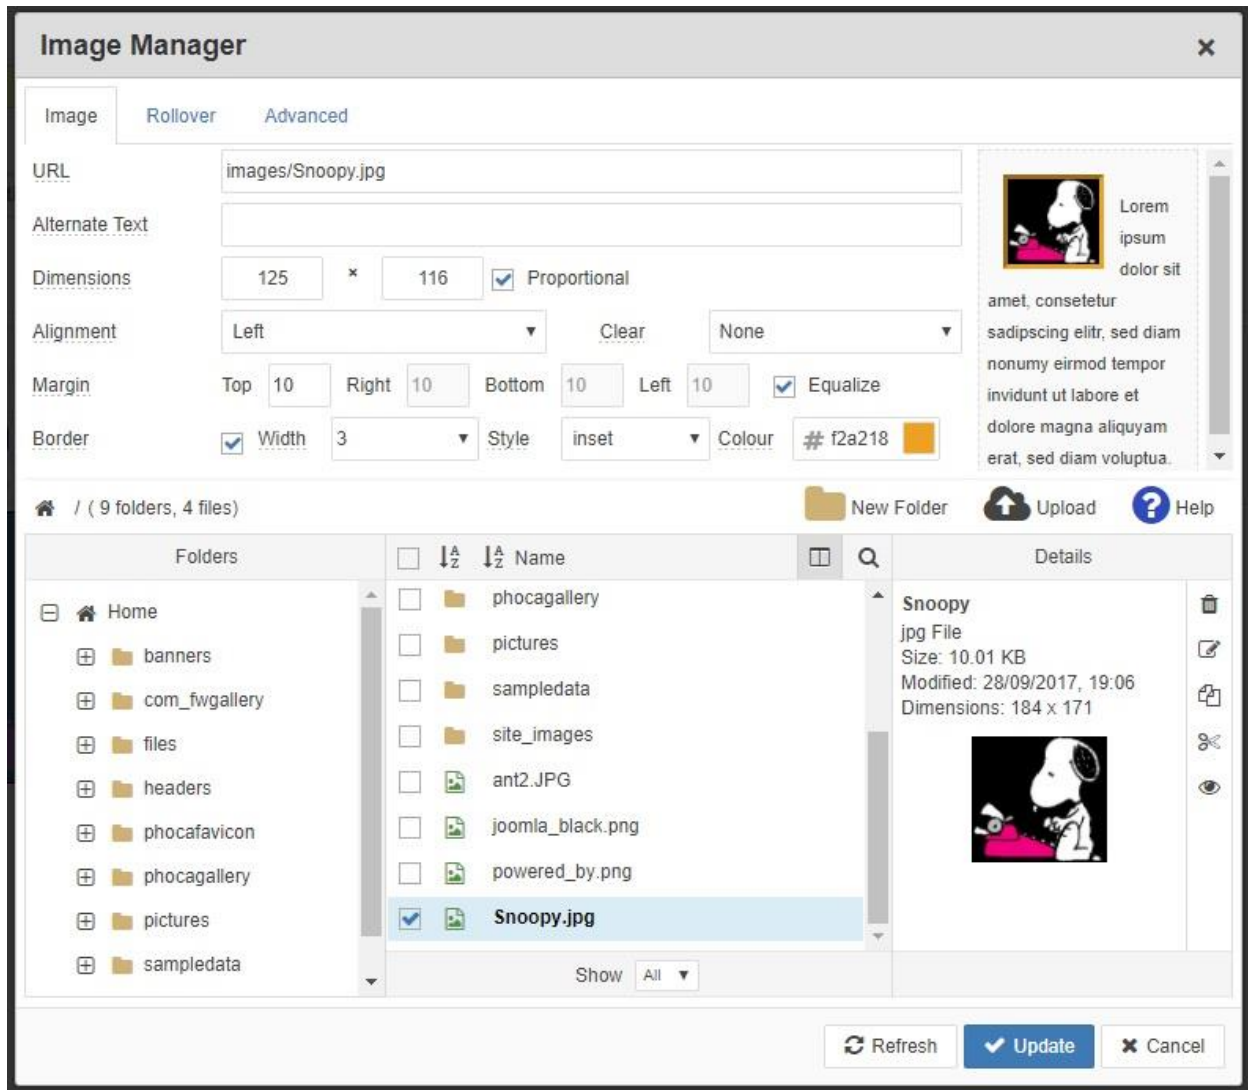 Image Manager
Image Rollover Advanced
URL images/Snoopy.jpg
Alternate Text
Dimensions 125 × 116 Proportional
Alignment Left Clear None
Margin Top 10 Right 10 Bottom 10 Left 10 Equalize
Border Width 3 Style inset Colour # f2a218
Lorem
ipsum
dolor sit
amet, consetetur
sadipscing elitr, sed diam
nonumy eirmod tempor
invidunt ut labore et
dolore magna aliquyam
erat, sed diam voluptua.
/ ( 9 folders, 4 files) New Folder Upload ? Help
Folders
Home
banners
com_fwgallery
files
headers
phocafavicon
phocagallery
pictures
sampledata
A Z A Z Name
phocagallery
pictures
sampledata
site_images
ant2.JPG
joomla_black.png
powered_by.png
Snoopy.jpg
Show All
Details
Snoopy
jpg File
Size: 10.01 KB
Modified: 28/09/2017, 19:06
Dimensions: 184 x 171
Refresh Update Cancel